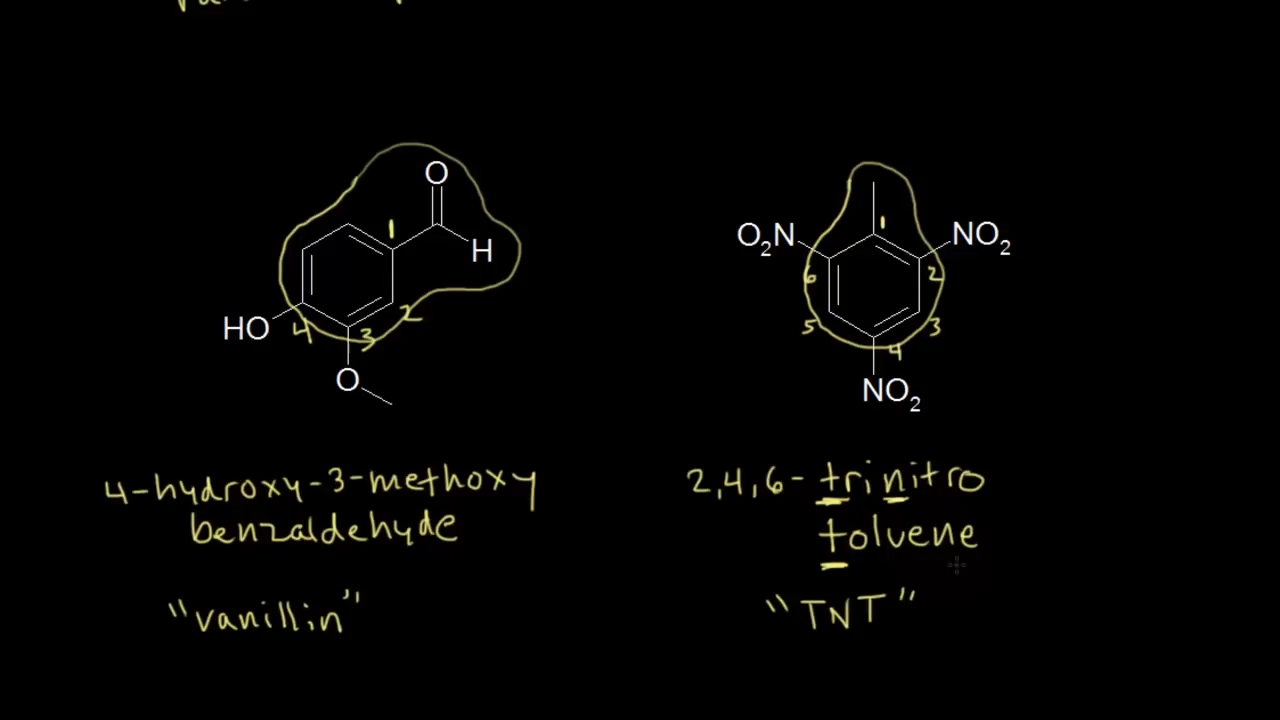 O
1
H
HO
4
3
2
O
4-hydroxy-3-methoxy
benzaldehyde
"vanillin"
1
O2N
NO2
6
2
5
3
4
NO2
2,4,6-trinitro
toluene
"TNT"